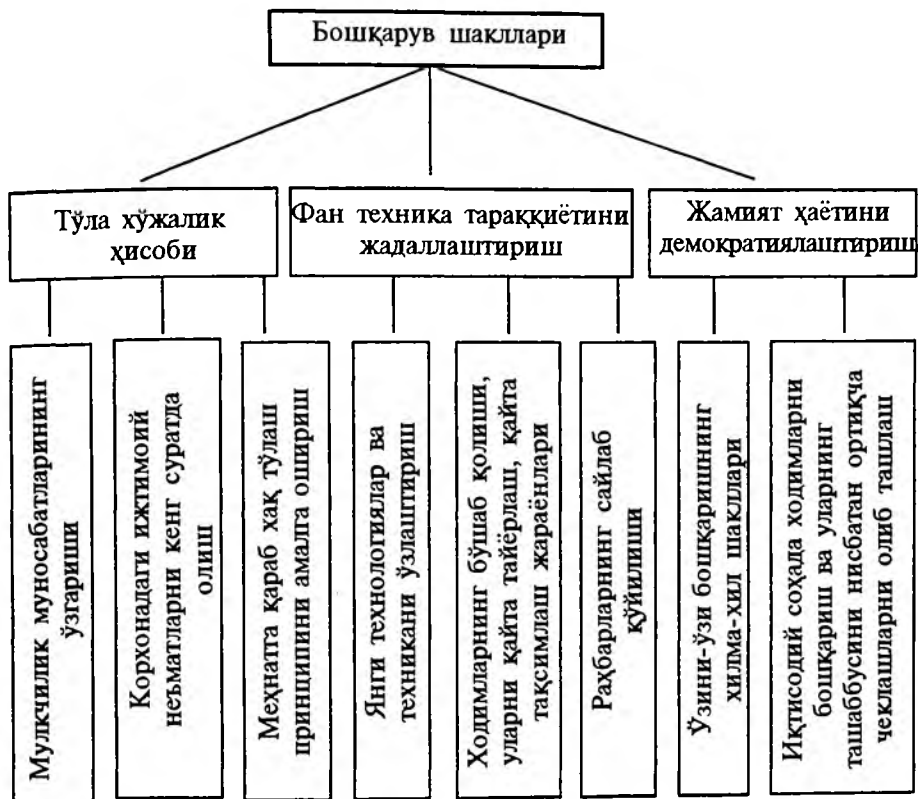 Бошқарув шакллари
Тўла хўжалик
ҳисоби
Фан техника тараққиётини
жадаллаштириш
Жамият ҳаётини
демократиялаштириш
Мулкчилик муносабатларининг
ўзгариши
Корхонадаги ижтимоий
неъматларни кенг суратда
олиш
Меҳнатга қараб хақ тўлаш
принципини амалга ошириш
Янги технологиялар ва
техникани ўзлаштириш
Ходимларнинг бўшаб қолиши,
уларни қайта тайёрлаш, қайта
тақсимлаш жараёнлари
Раҳбарларнинг сайлаб
қўйилиши
Ўзини-ўзи бошқаришнинг
хилма-хил шакллари
Иқтисодий соҳада ходимларни
бошқариш ва уларнинг
ташаббусини нисбатан ортиқча
чеклашларни олиб ташлаш